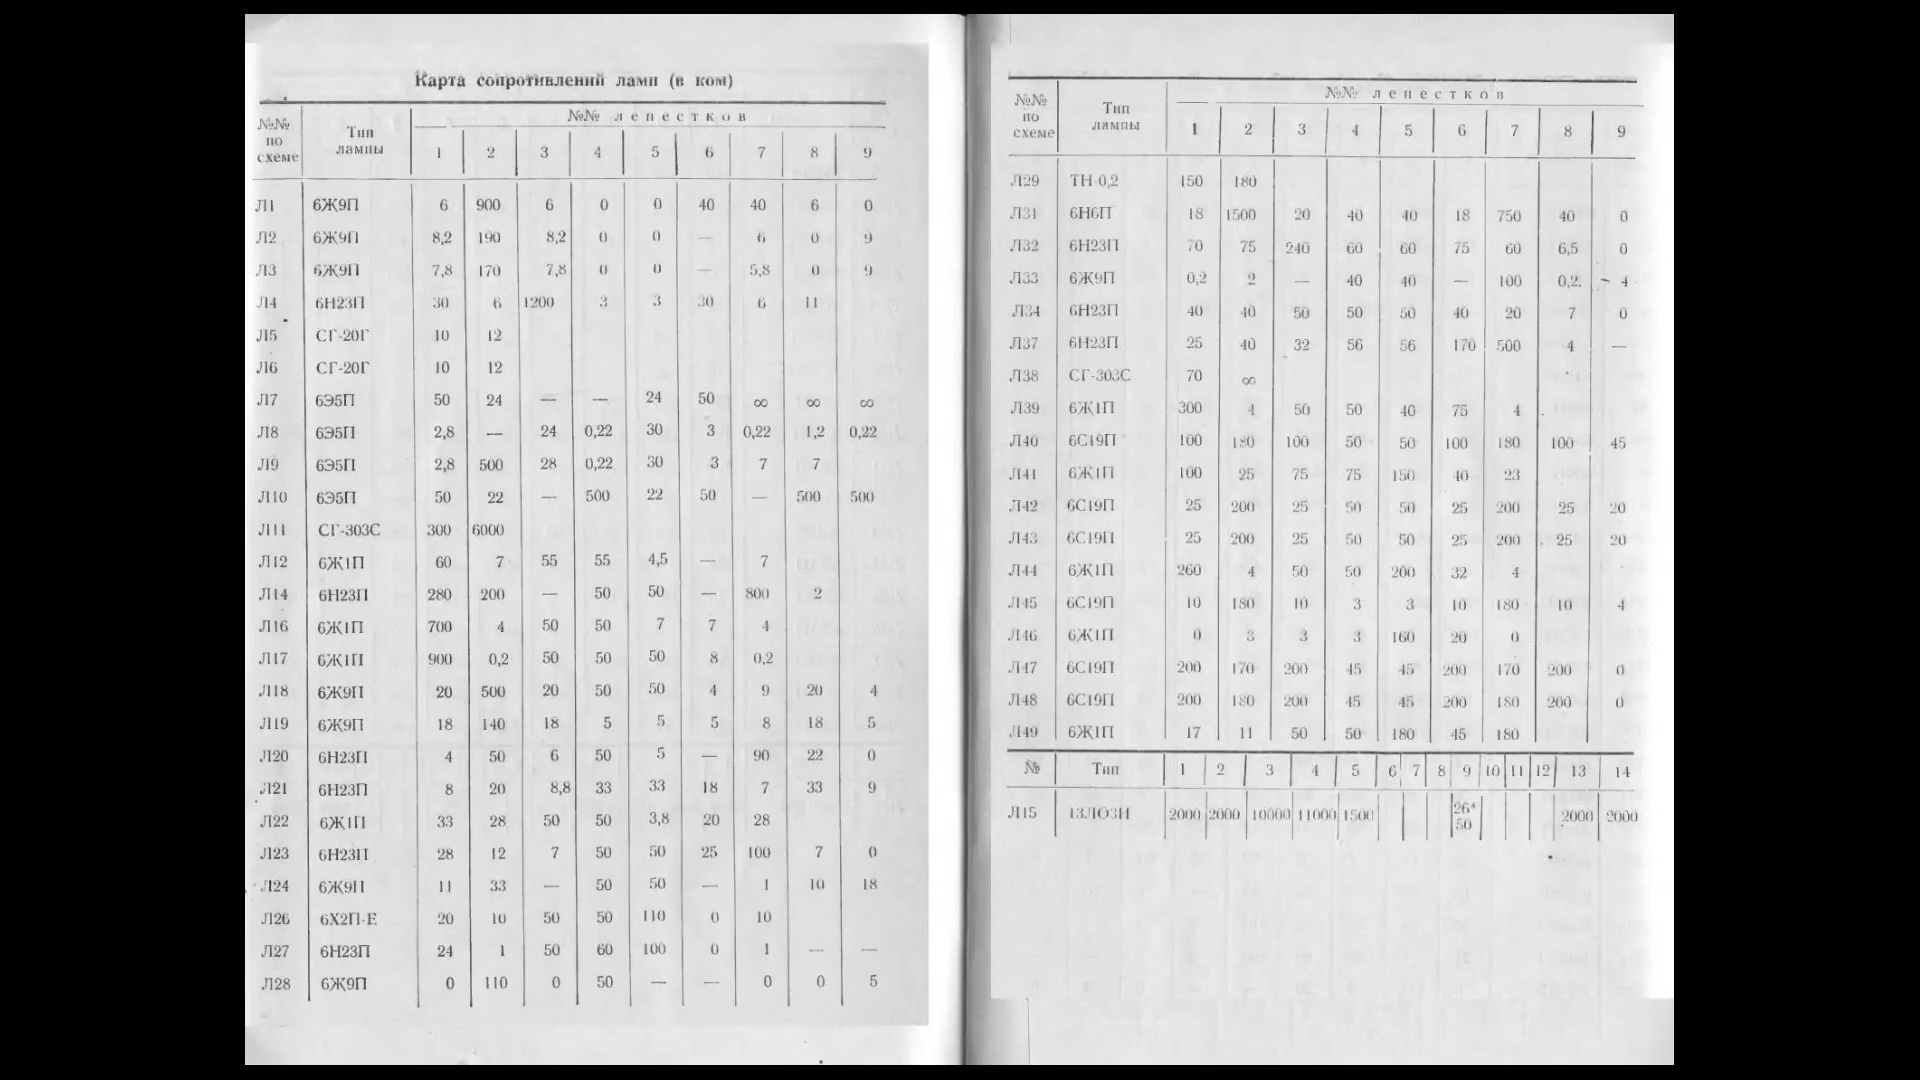 Карта сопротивлений ламп (в ком)
№№ по схеме Тип лампы №№ лепестков
1 2 3 4 5 6 7 8 9
Л1 6Ж9П 6 900 6 0 0 40 40 6 0
Л2 6Ж9П 8,2 190 8,2 0 0 — 6 0 9
Л3 6Ж9П 7,8 170 7,8 0 0 — 5,8 0 9
Л4 6Н23П 30 6 1200 3 3 30 6 11
Л5 СГ-20Г 10 12
Л6 СГ-20Г 10 12
Л7 6Э5П 50 24 — — 24 50 ∞ ∞ ∞
Л8 6Э5П 2,8 — 24 0,22 30 3 0,22 1,2 0,22
Л9 6Э5П 2,8 500 28 0,22 30 3 7 7
Л10 6Э5П 50 22 — 500 22 50 — 500 500
Л11 СГ-303С 300 6000
Л12 6Ж1П 60 7 55 55 4,5 — 7
Л14 6Н23П 280 200 — 50 50 — 800 2
Л16 6Ж1П 700 4 50 50 7 7 4
Л17 6Ж1П 900 0,2 50 50 50 8 0,2
Л18 6Ж9П 20 500 20 50 50 4 9 20 4
Л19 6Ж9П 18 140 18 5 5 5 8 18 5
Л20 6Н23П 4 50 6 50 5 — 90 22 0
Л21 6Н23П 8 20 8,8 33 33 18 7 33 9
Л22 6Ж1П 33 28 50 50 3,8 20 28
Л23 6Н23П 28 12 7 50 50 25 100 7 0
Л24 6Ж9П 11 33 — 50 50 — 1 10 18
Л26 6Х2П-Е 20 10 50 50 110 0 10
Л27 6Н23П 24 1 50 60 100 0 1 — —
Л28 6Ж9П 0 110 0 50 — — 0 0 5
№№ по схеме Тип лампы №№ лепестков
1 2 3 4 5 6 7 8 9
Л29 ТН-0,2 150 180
Л31 6Н6П 18 1500 20 40 40 18 750 40 0
Л32 6Н23П 70 75 240 60 60 75 60 6,5 0
Л33 6Ж9П 0,2 2 — 40 40 — 100 0,2 4
Л34 6Н23П 40 40 50 50 50 40 20 7 0
Л37 6Н23П 25 40 32 56 56 170 500 4 —
Л38 СГ-303С 70 ∞
Л39 6Ж1П 300 4 50 50 40 75 4
Л40 6С19П 100 180 100 50 50 100 180 100 45
Л41 6Ж1П 100 25 75 75 150 40 23
Л42 6С19П 25 200 25 50 50 25 200 25 20
Л43 6С19П 25 200 25 50 50 25 200 25 20
Л44 6Ж1П 260 4 50 50 200 32 4
Л45 6С19П 10 180 10 3 3 10 180 10 4
Л46 6Ж1П 0 3 3 3 160 20 0
Л47 6С19П 200 170 200 45 45 200 170 200 0
Л48 6С19П 200 180 200 45 45 200 180 200 0
Л49 6Ж1П 17 11 50 50 180 45 180
№ Тип 1 2 3 4 5 6 7 8 9 10 11 12 13 14
Л15 13ЛО3И 2000 2000 10000 11000 1500 26÷50 2000 2000